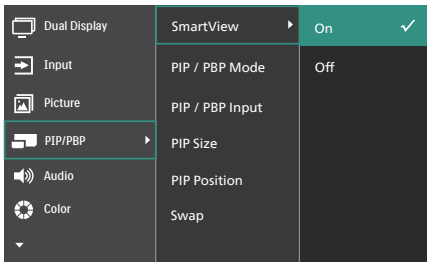 Dual Display
Input
Picture
PIP/PBP
Audio
Color
SmartView
PIP / PBP Mode
PIP / PBP Input
PIP Size
PIP Position
Swap
On
Off